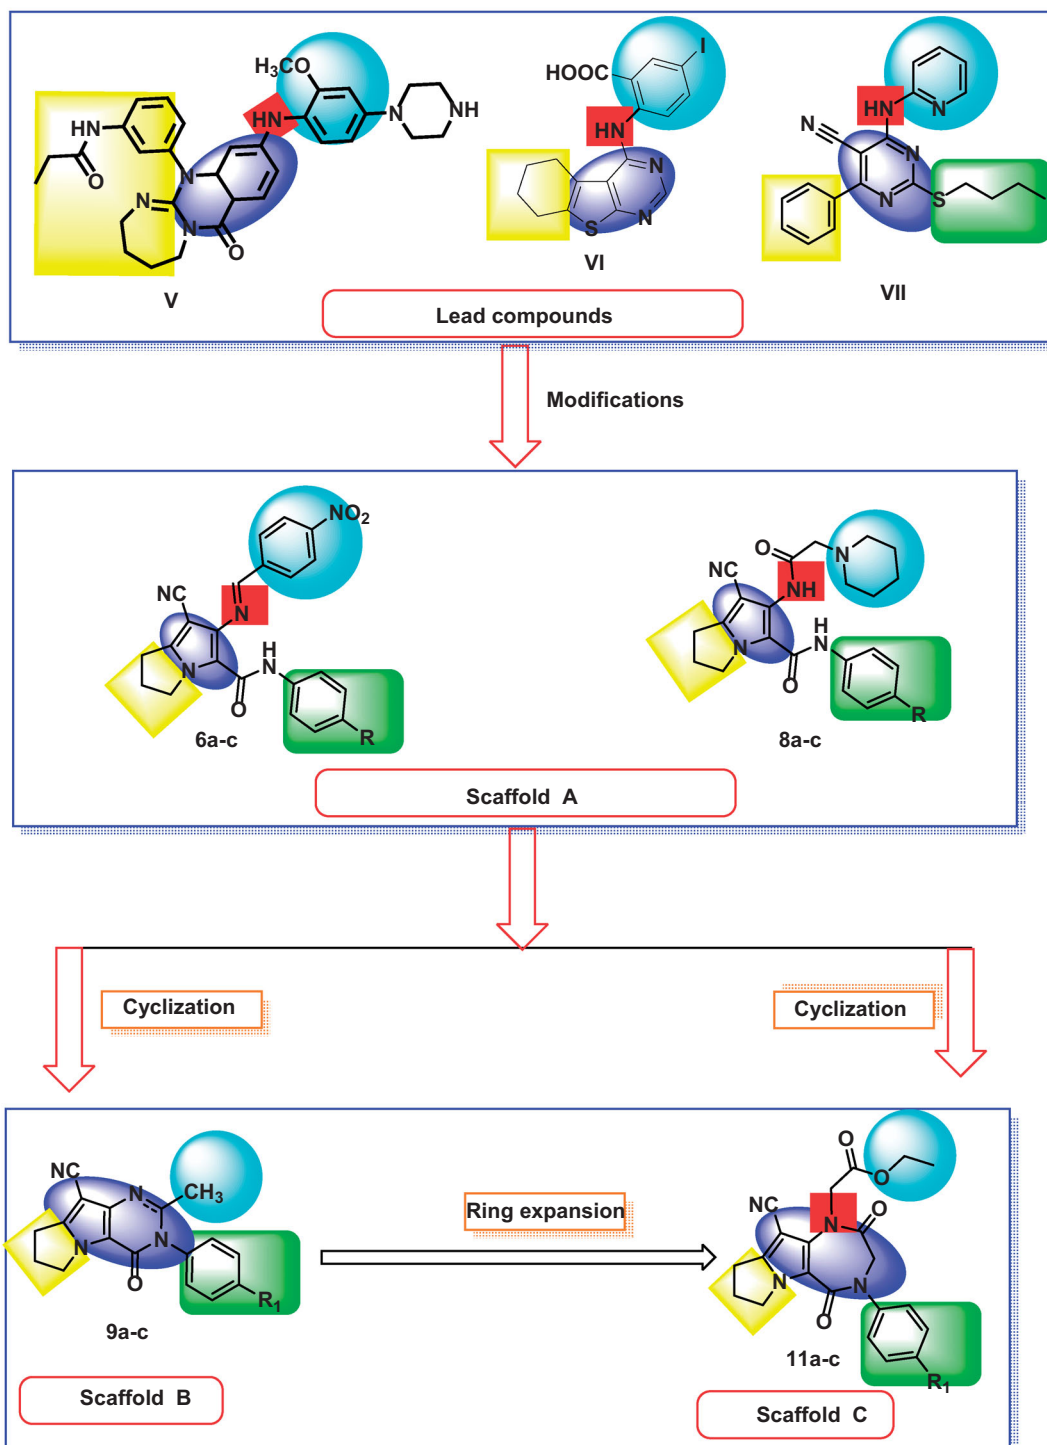 H₃CO
HN
N
NH
HN
O
N
N
N
O
V
HOOC
I
HN
N
N
S
VI
HN
N
NC
N
N
S
VII
Lead compounds
Modifications
NO₂
NC
N
N
H
N
O
R
6a-c
O
N
NC
NH
N
H
N
O
R
8a-c
Scaffold A
Cyclization
Cyclization
NC
N
CH₃
N
N
O
R₁
9a-c
Scaffold B
Ring expansion
O
O
NC
N
O
N
N
O
R₁
11a-c
Scaffold C